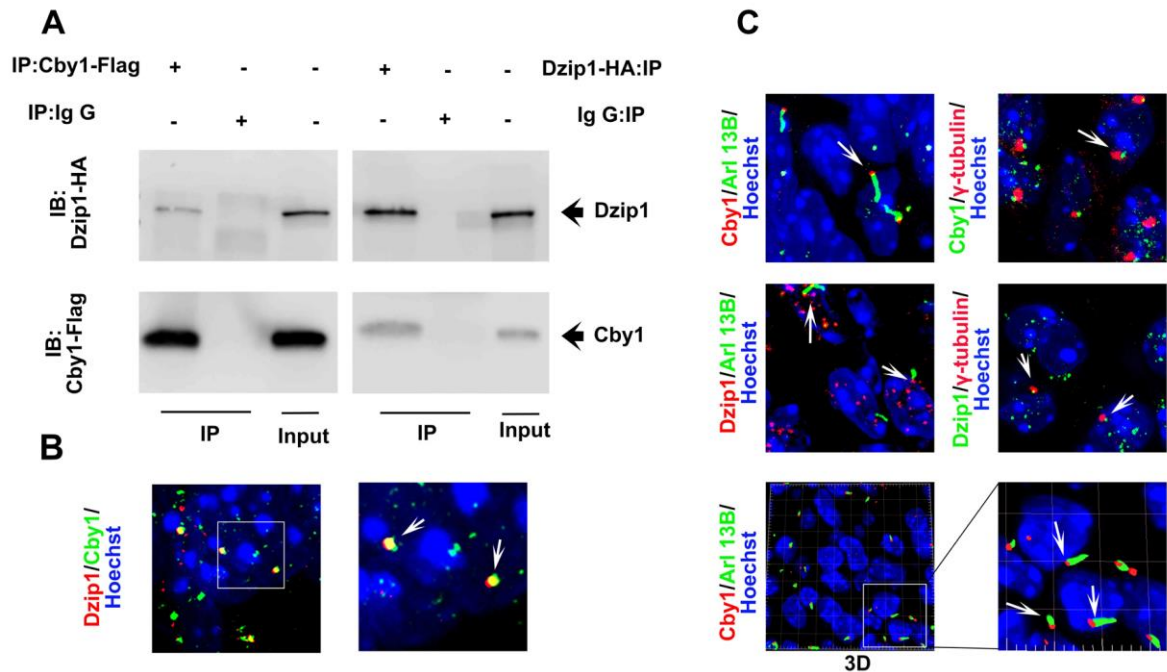 A
IP:Cby1-Flag + - - + - - Dzip1-HA:IP
IP:Ig G - + - - + - Ig G:IP
IB:
Dzip1-HA
Dzip1
IB:
Cby1-Flag
Cby1
IP Input IP Input
B
Dzip1/Cby1/
Hoechst
C
Cby1/Arl 13B/
Hoechst
Cby1/γ-tubulin/
Hoechst
Dzip1/Arl 13B/
Hoechst
Dzip1/γ-tubulin/
Hoechst
Cby1/Arl 13B/
Hoechst
3D